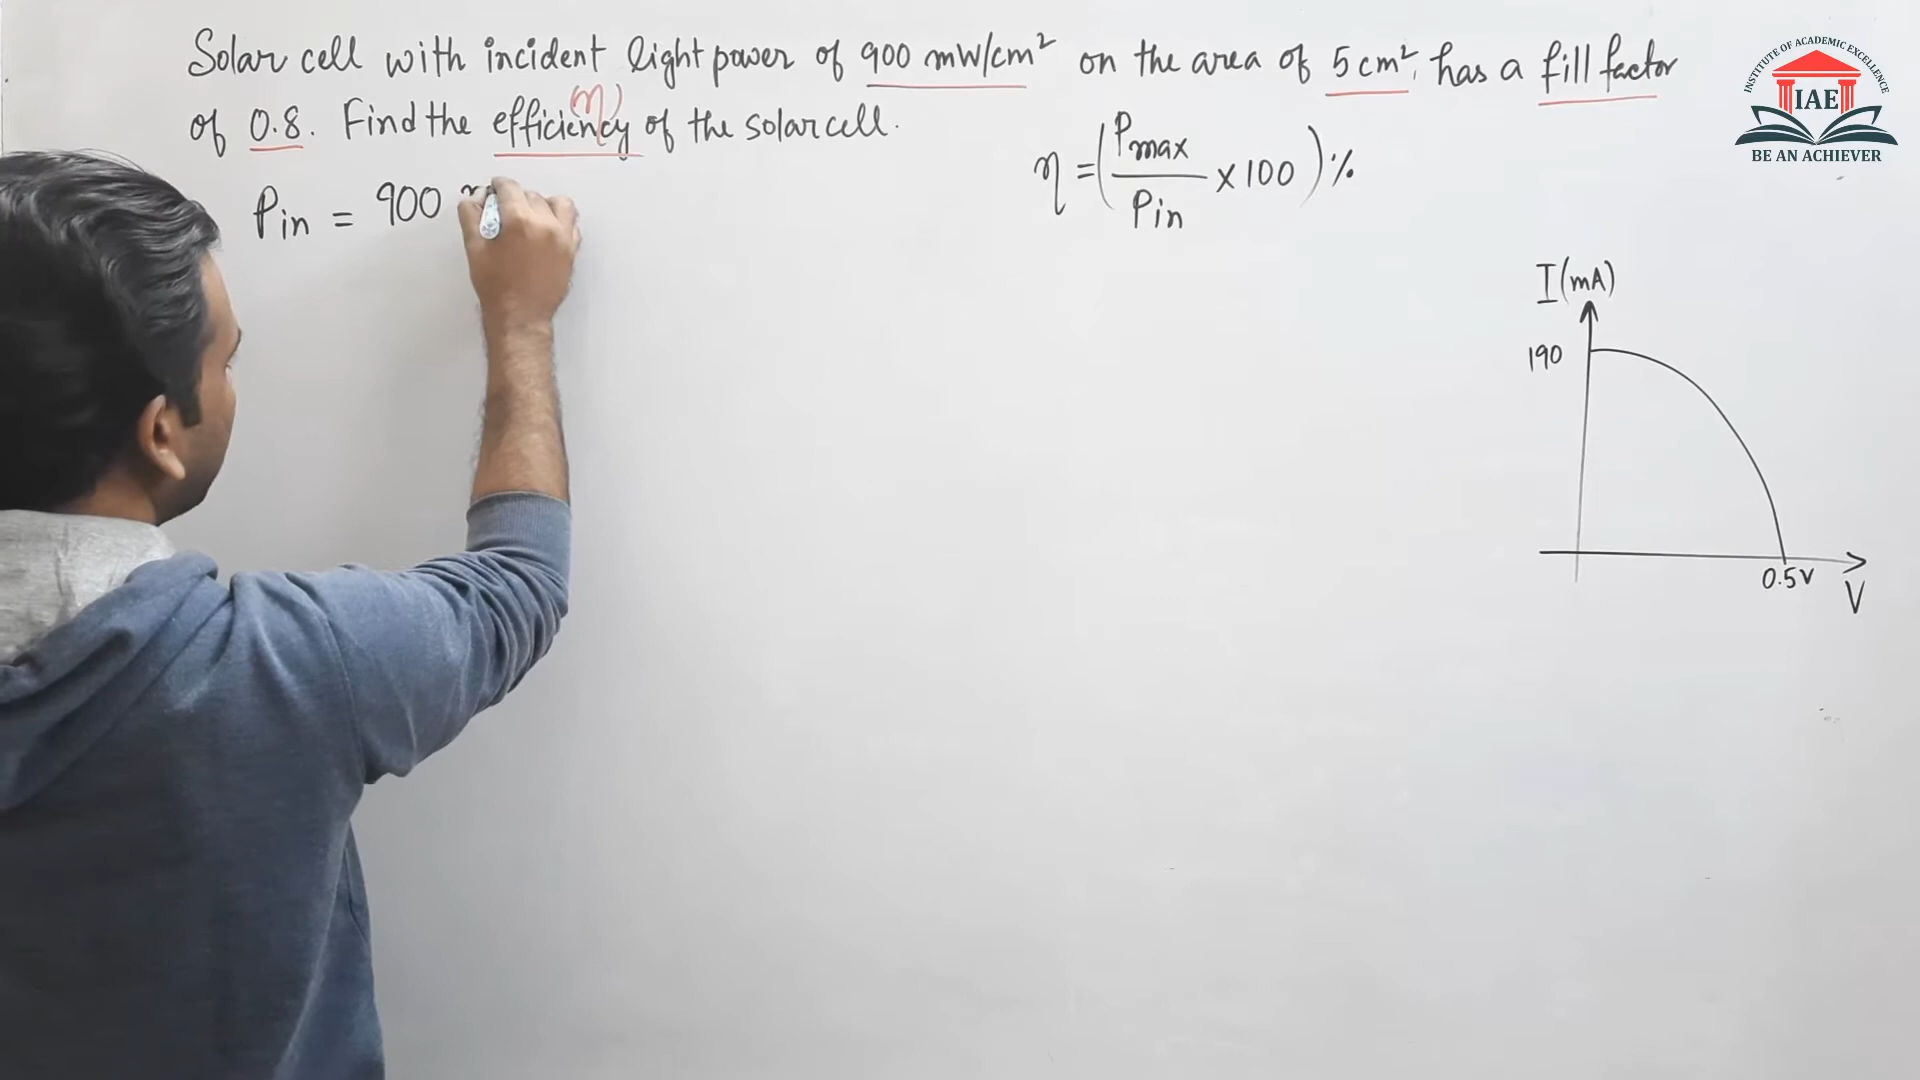 Solar cell with incident light power of 900 mW/cm² on the area of 5 cm², has a fill factor
of 0.8. Find the efficiency of the solar cell.
(η)
η = (Pmax / Pin × 100) %
Pin = 900
I(mA)
190
0.5V
V
INSTITUTE OF ACADEMIC EXCELLENCE
IAE
BE AN ACHIEVER